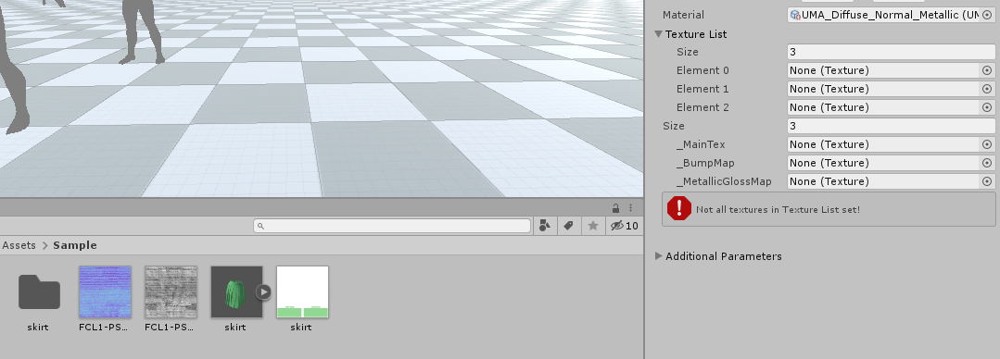 Material UMA_Diffuse_Normal_Metallic (UN
Texture List
Size 3
Element 0 None (Texture)
Element 1 None (Texture)
Element 2 None (Texture)
Size 3
_MainTex None (Texture)
_BumpMap None (Texture)
_MetallicGlossMap None (Texture)
Not all textures in Texture List set!
Additional Parameters
10
Assets > Sample
skirt FCL1-PS... FCL1-PS... skirt skirt